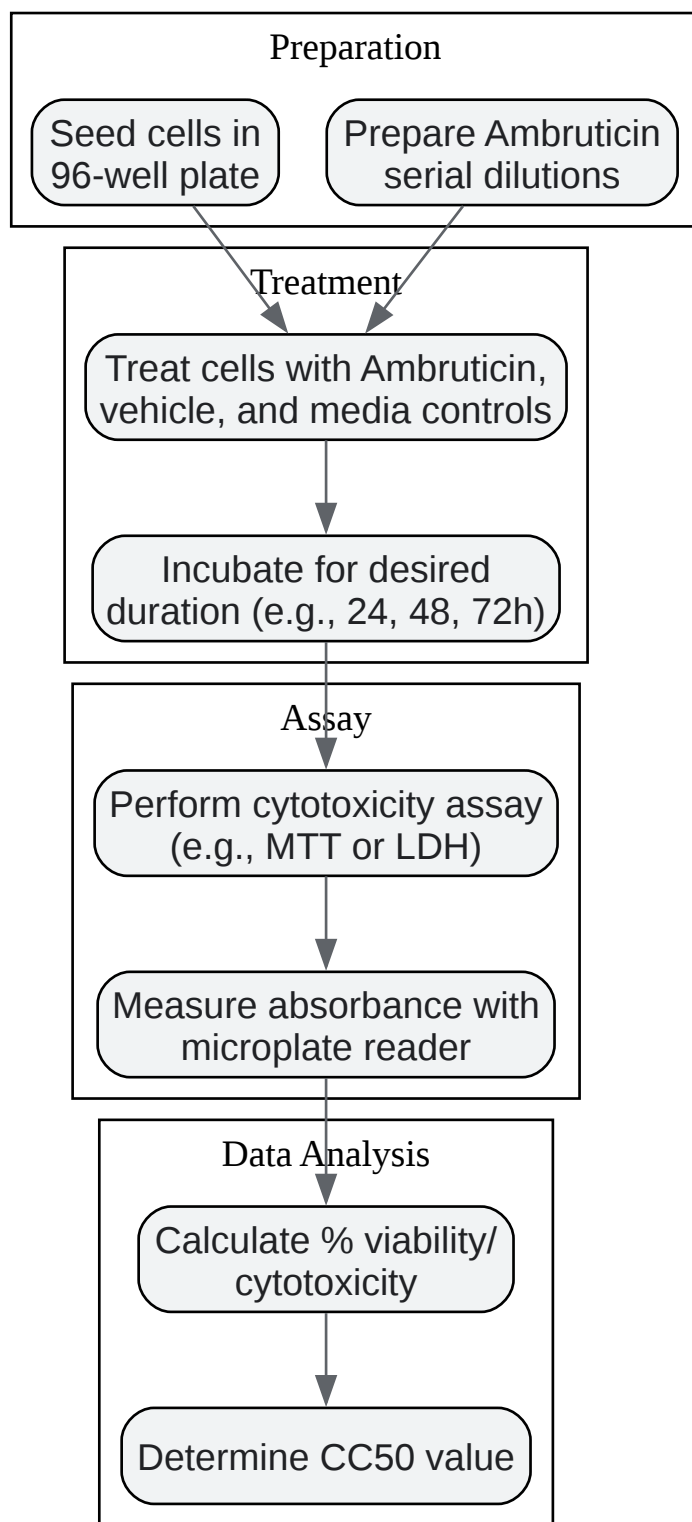 Preparation
Seed cells in
96-well plate
Prepare Ambruticin
serial dilutions
Treatment
Treat cells with Ambruticin,
vehicle, and media controls
Incubate for desired
duration (e.g., 24, 48, 72h)
Assay
Perform cytotoxicity assay
(e.g., MTT or LDH)
Measure absorbance with
microplate reader
Data Analysis
Calculate % viability/
cytotoxicity
Determine CC50 value